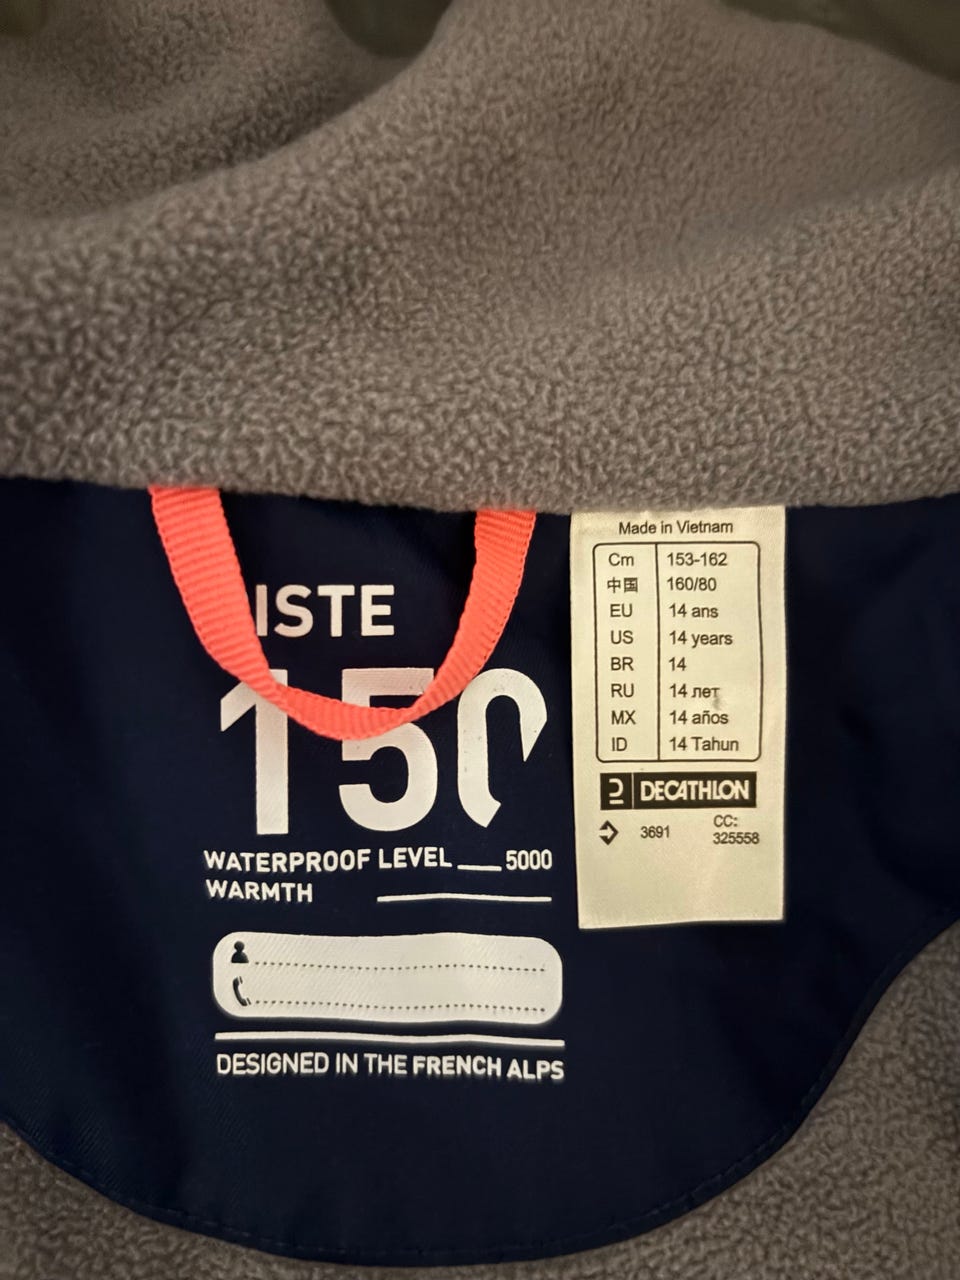 ISTE
150
WATERPROOF LEVEL 5000
WARMTH
DESIGNED IN THE FRENCH ALPS
Made in Vietnam
Cm 153-162
中国 160/80
EU 14 ans
US 14 years
BR 14
RU 14 лет
MX 14 años
ID 14 Tahun
DECATHLON
3691 CC:
325558